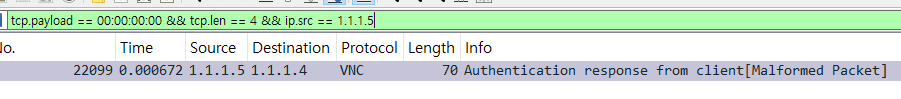 tcp.payload == 00:00:00:00 && tcp.len == 4 && ip.src == 1.1.1.5
No. Time Source Destination Protocol Length Info
22099 0.000672 1.1.1.5 1.1.1.4 VNC 70 Authentication response from client[Malformed Packet]